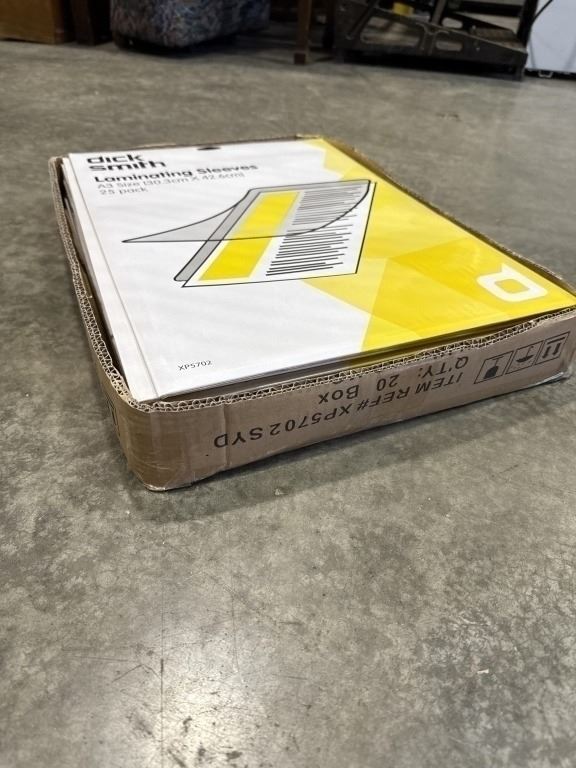 dick
smith
Laminating Sleeves
A3 Size (30.3cm X 42.6cm)
25 pack
XP5702
ITEM REF# XP5702SYD
Q'TY: 20 Box